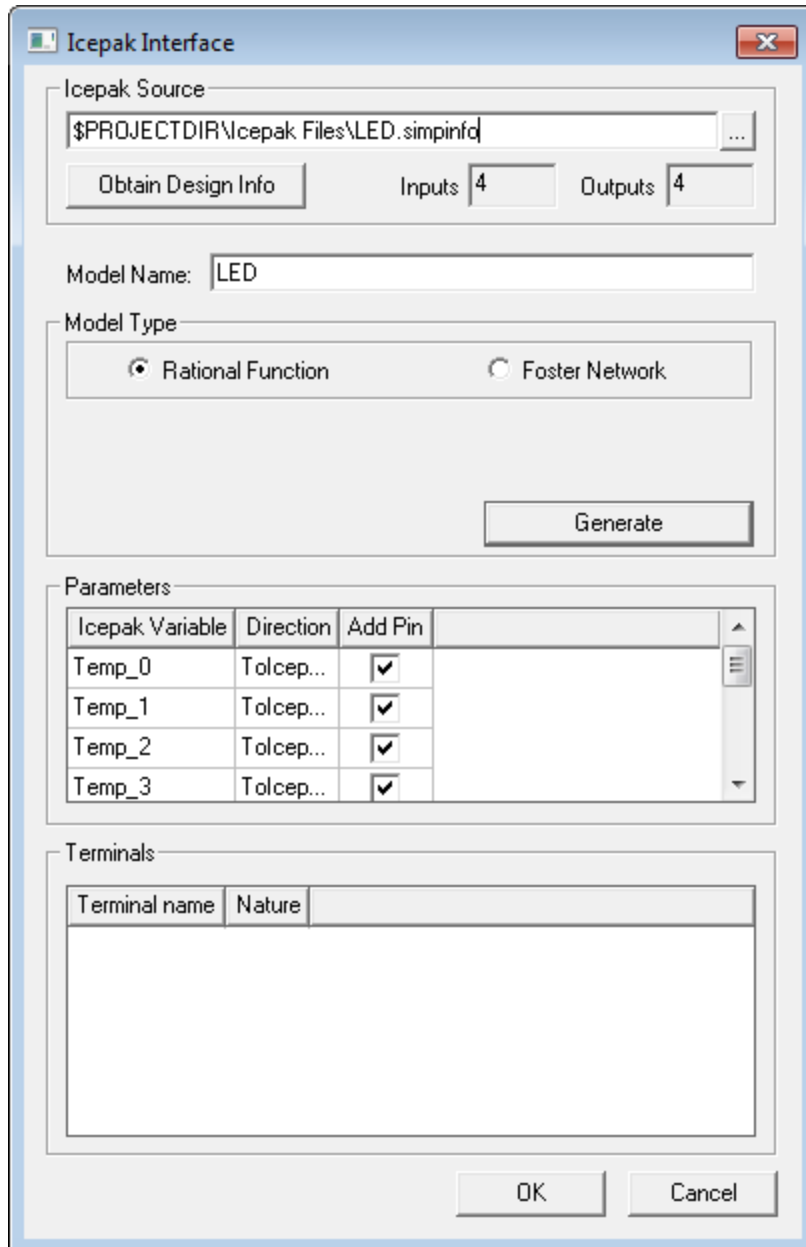 Icepak Interface
Icepak Source
$PROJECTDIR\Icepak Files\LED.simpinfo
...
Obtain Design Info Inputs 4 Outputs 4
Model Name: LED
Model Type
Rational Function Foster Network
Generate
Parameters
Icepak Variable Direction Add Pin
Temp_0 ToIcep...
Temp_1 ToIcep...
Temp_2 ToIcep...
Temp_3 ToIcep...
Terminals
Terminal name Nature
OK Cancel